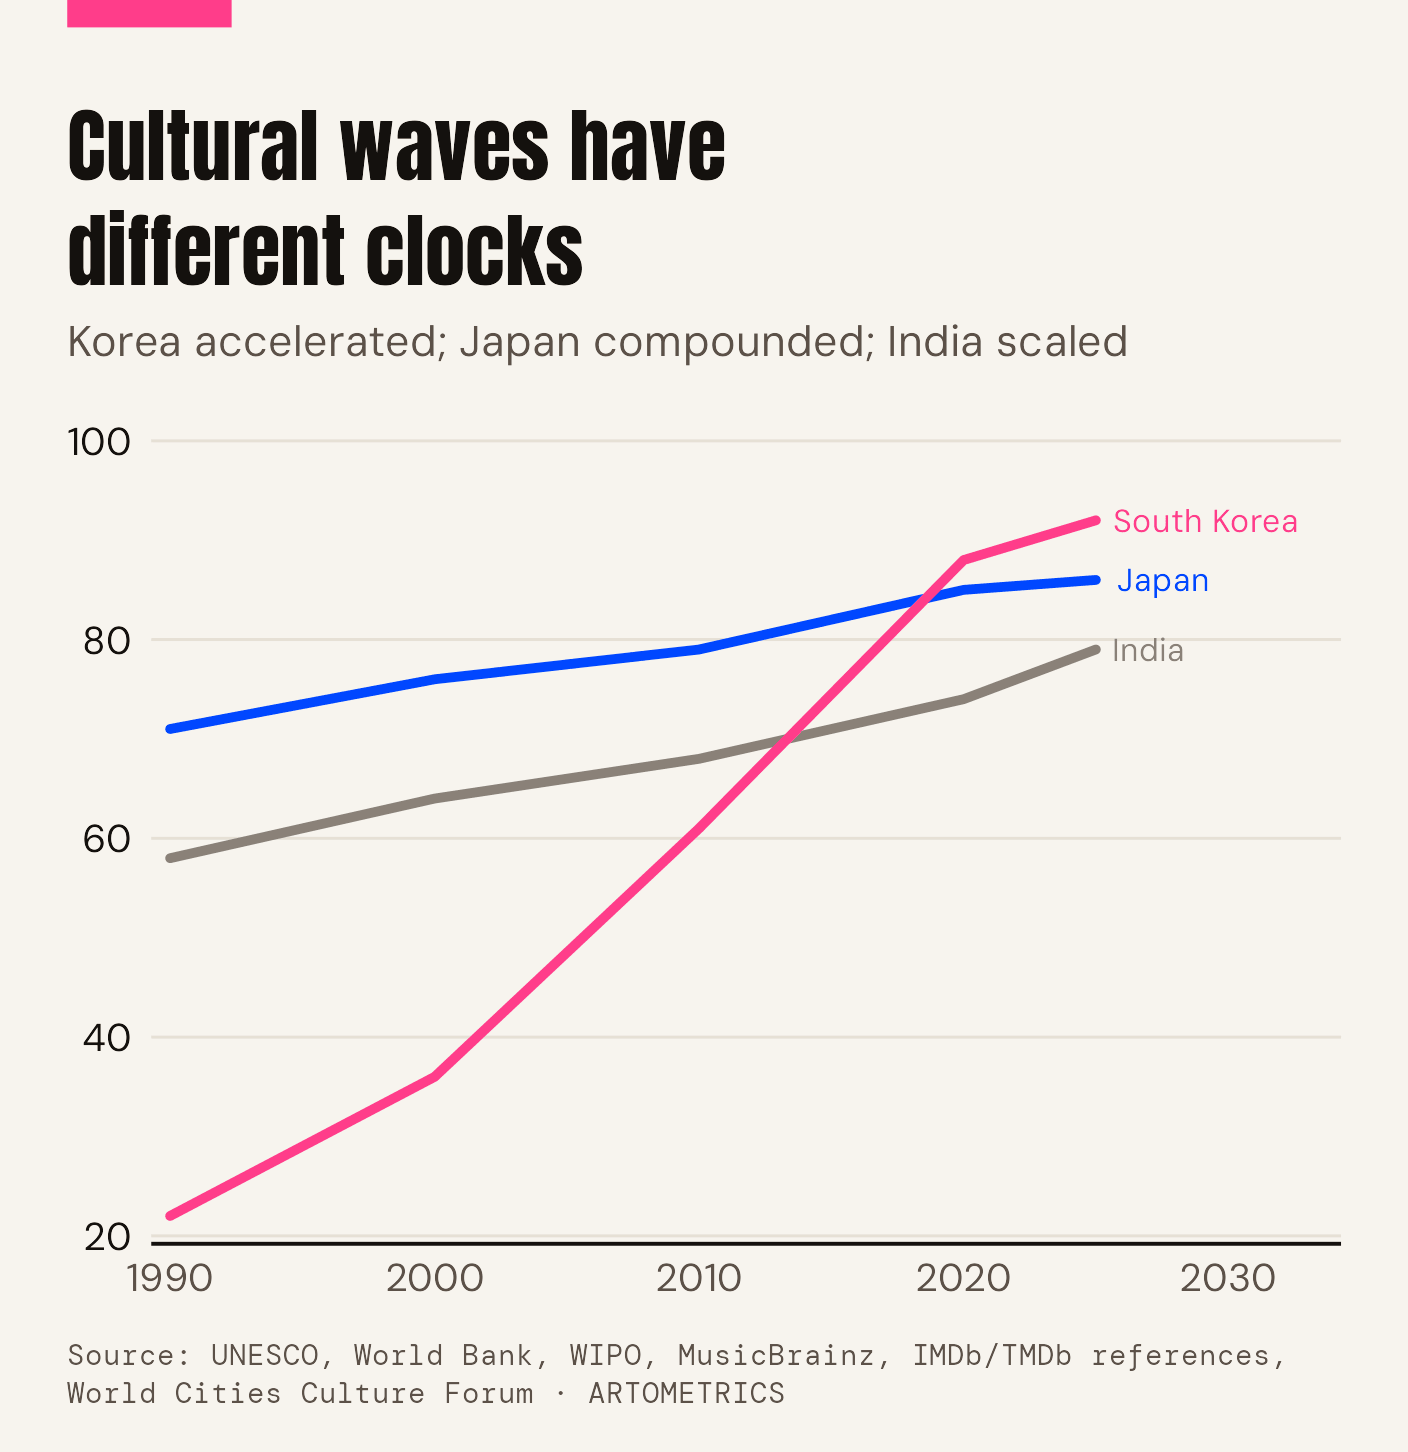 Cultural waves have
different clocks
Korea accelerated; Japan compounded; India scaled
100
South Korea
Japan
80
India
60
40
20
1990 2000 2010 2020 2030
Source: UNESCO, World Bank, WIPO, MusicBrainz, IMDb/TMDb references,
World Cities Culture Forum · ARTOMETRICS